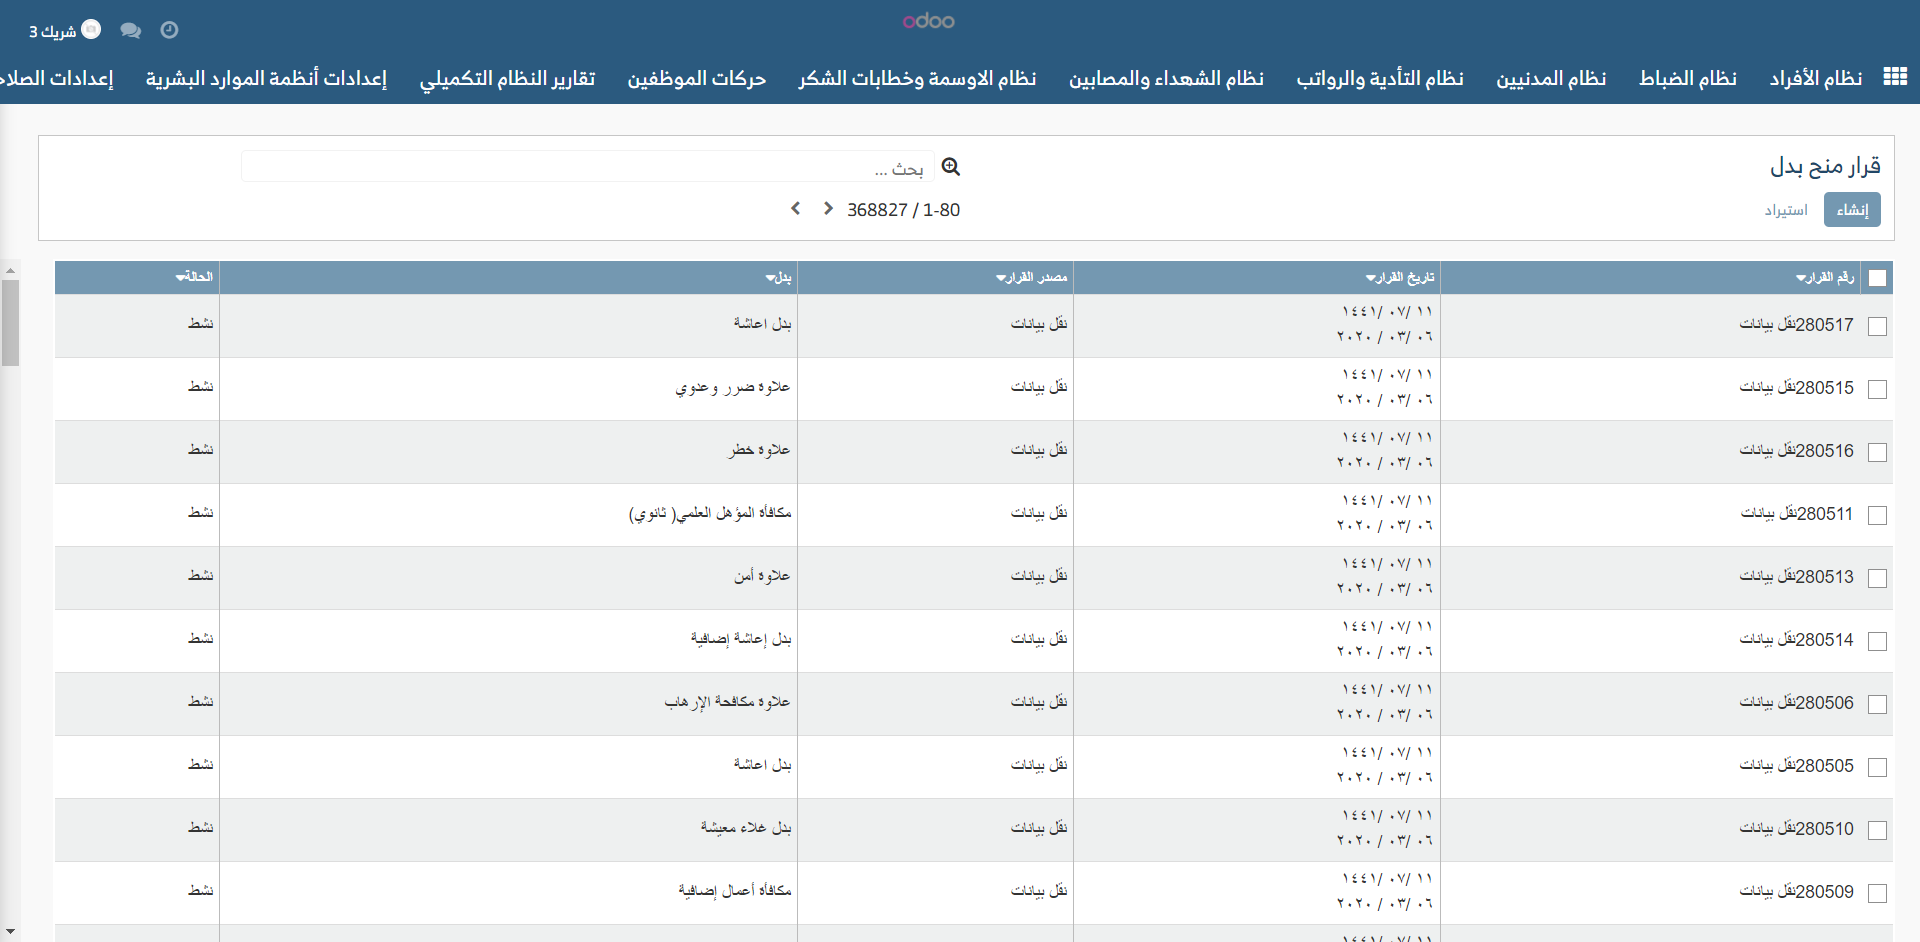 odoo
شريك 3
نظام الأفراد
نظام الضباط
نظام المدنيين
نظام التأدية والرواتب
نظام الشهداء والمصابين
نظام الاوسمة وخطابات الشكر
حركات الموظفين
تقارير النظام التكميلي
إعدادات أنظمة الموارد البشرية
إعدادات
قرار منح بدل
بحث ...
إنشاء استيراد
1-80 / 368827
رقم القرار تاريخ القرار مصدر القرار بدل الحالة
280517نقل بيانات ١١ /٠٧ /١٤٤١ نقل بيانات بدل اعاشة نشط
٠٦ /٠٣ / ٢٠٢٠
280515نقل بيانات ١١ /٠٧ /١٤٤١ نقل بيانات علاوة ضرر وعدوي نشط
٠٦ /٠٣ / ٢٠٢٠
280516نقل بيانات ١١ /٠٧ /١٤٤١ نقل بيانات علاوة خطر نشط
٠٦ /٠٣ / ٢٠٢٠
280511نقل بيانات ١١ /٠٧ /١٤٤١ نقل بيانات مكافأة المؤهل العلمي( ثانوي) نشط
٠٦ /٠٣ / ٢٠٢٠
280513نقل بيانات ١١ /٠٧ /١٤٤١ نقل بيانات علاوة أمن نشط
٠٦ /٠٣ / ٢٠٢٠
280514نقل بيانات ١١ /٠٧ /١٤٤١ نقل بيانات بدل إعاشة إضافية نشط
٠٦ /٠٣ / ٢٠٢٠
280506نقل بيانات ١١ /٠٧ /١٤٤١ نقل بيانات علاوة مكافحة الإرهاب نشط
٠٦ /٠٣ / ٢٠٢٠
280505نقل بيانات ١١ /٠٧ /١٤٤١ نقل بيانات بدل اعاشة نشط
٠٦ /٠٣ / ٢٠٢٠
280510نقل بيانات ١١ /٠٧ /١٤٤١ نقل بيانات بدل غلاء معيشة نشط
٠٦ /٠٣ / ٢٠٢٠
280509نقل بيانات ١١ /٠٧ /١٤٤١ نقل بيانات مكافأة أعمال إضافية نشط
٠٦ /٠٣ / ٢٠٢٠